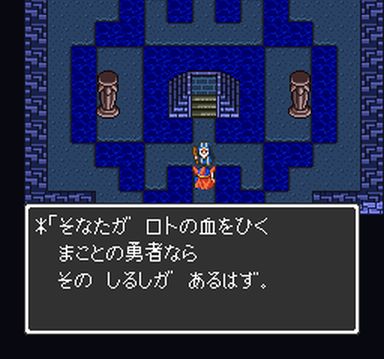 *「そなたが ロトの血をひく
まことの勇者なら
その しるしが あるはず。